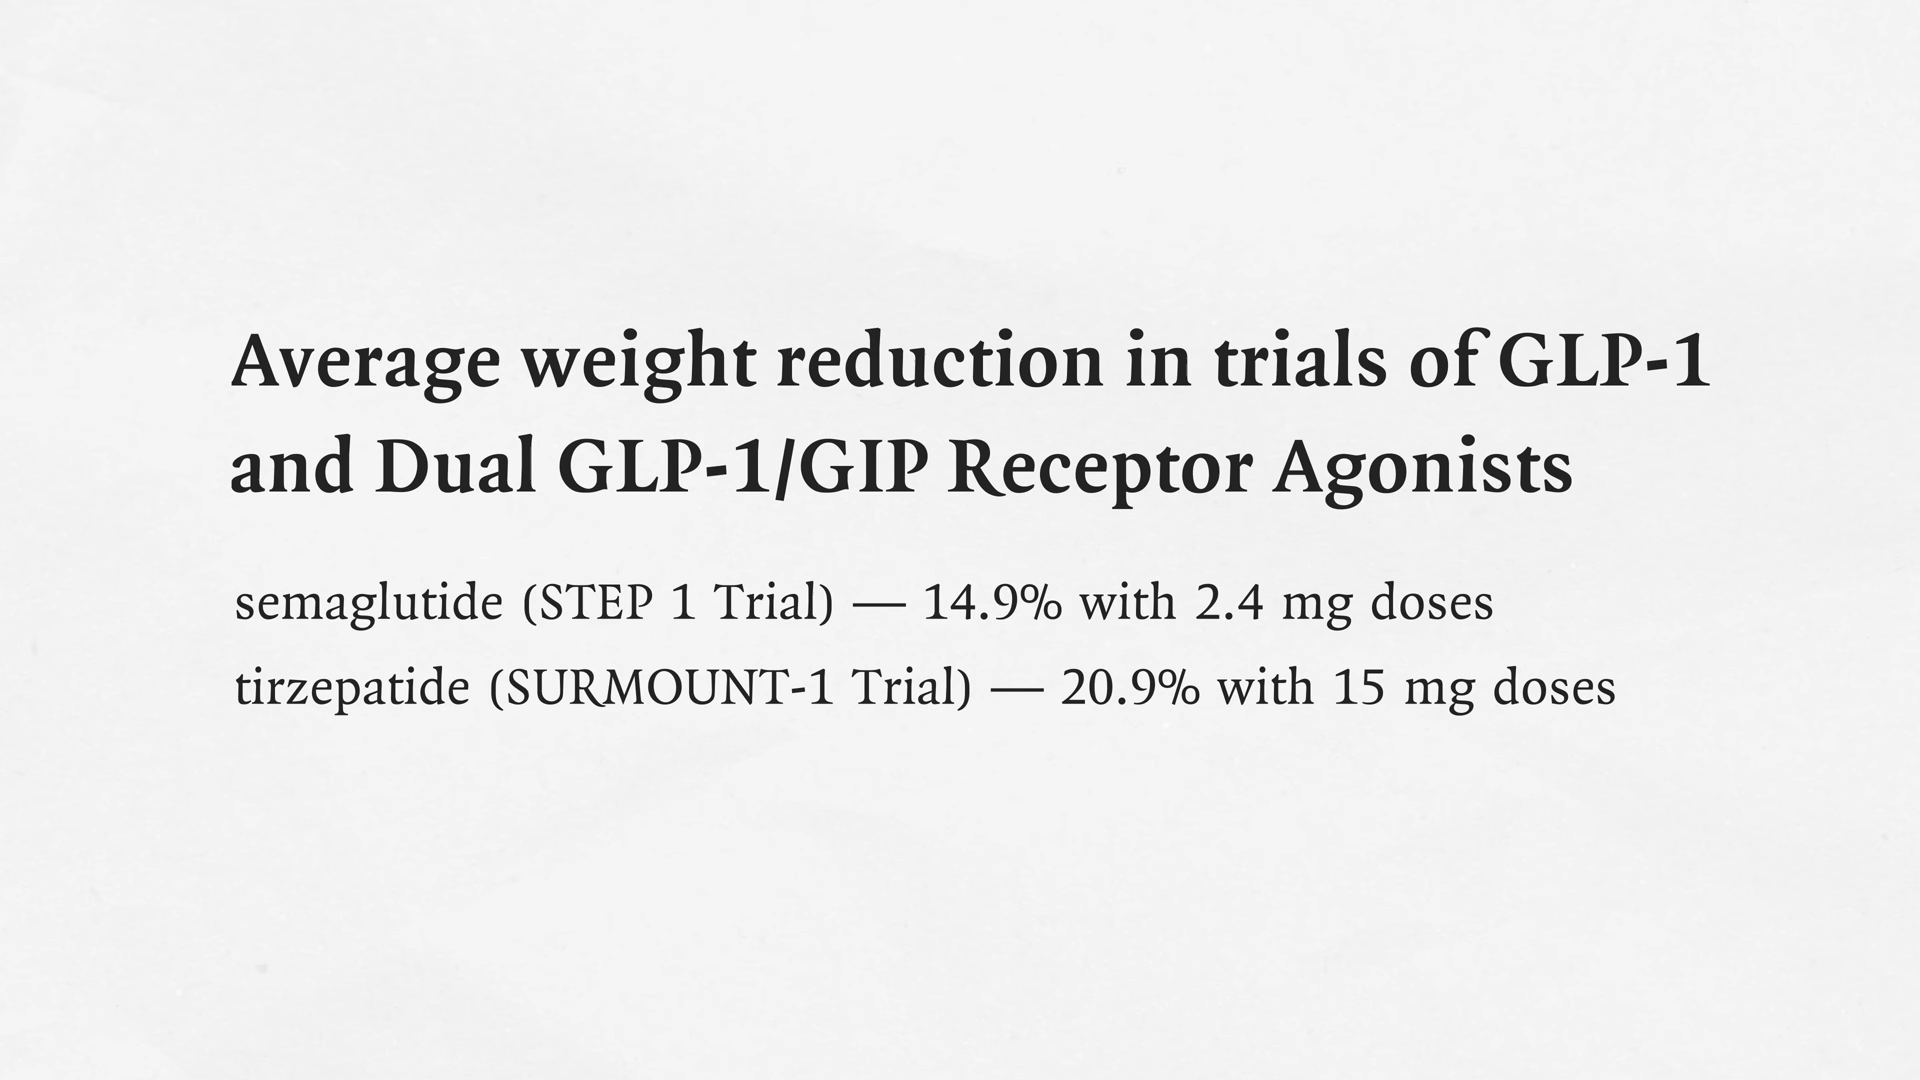 Average weight reduction in trials of GLP-1
and Dual GLP-1/GIP Receptor Agonists
semaglutide (STEP 1 Trial) — 14.9% with 2.4 mg doses
tirzepatide (SURMOUNT-1 Trial) — 20.9% with 15 mg doses